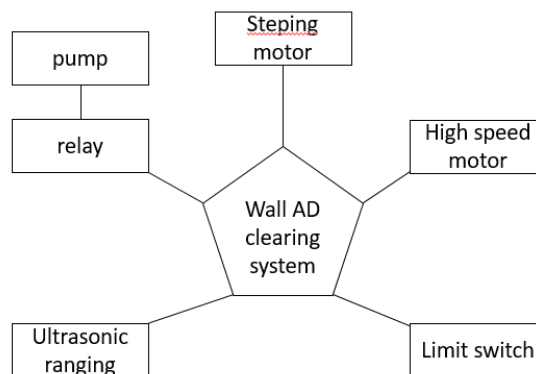 Steping
motor
pump
relay
High speed
motor
Wall AD
clearing
system
Ultrasonic
ranging
Limit switch